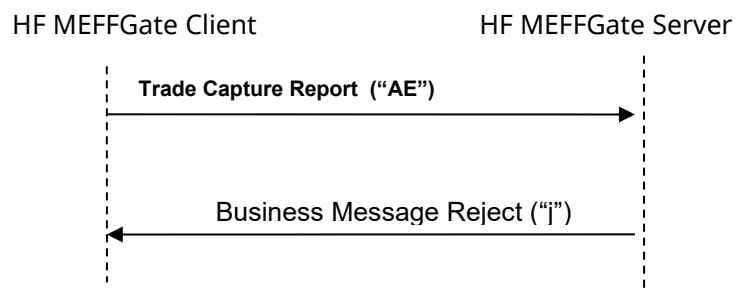 HF MEFFGate Client
HF MEFFGate Server
Trade Capture Report (“AE”)
Business Message Reject (“j”)